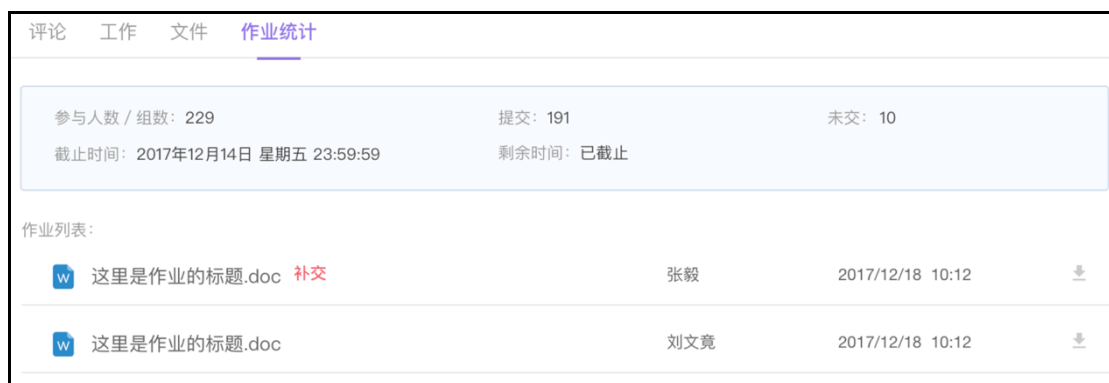 评论 工作 文件 作业统计
参与人数 / 组数: 229 提交: 191 未交: 10
截止时间: 2017年12月14日 星期五 23:59:59 剩余时间: 已截止
作业列表:
W 这里是作业的标题.doc 补交 张毅 2017/12/18 10:12
W 这里是作业的标题.doc 刘文竟 2017/12/18 10:12